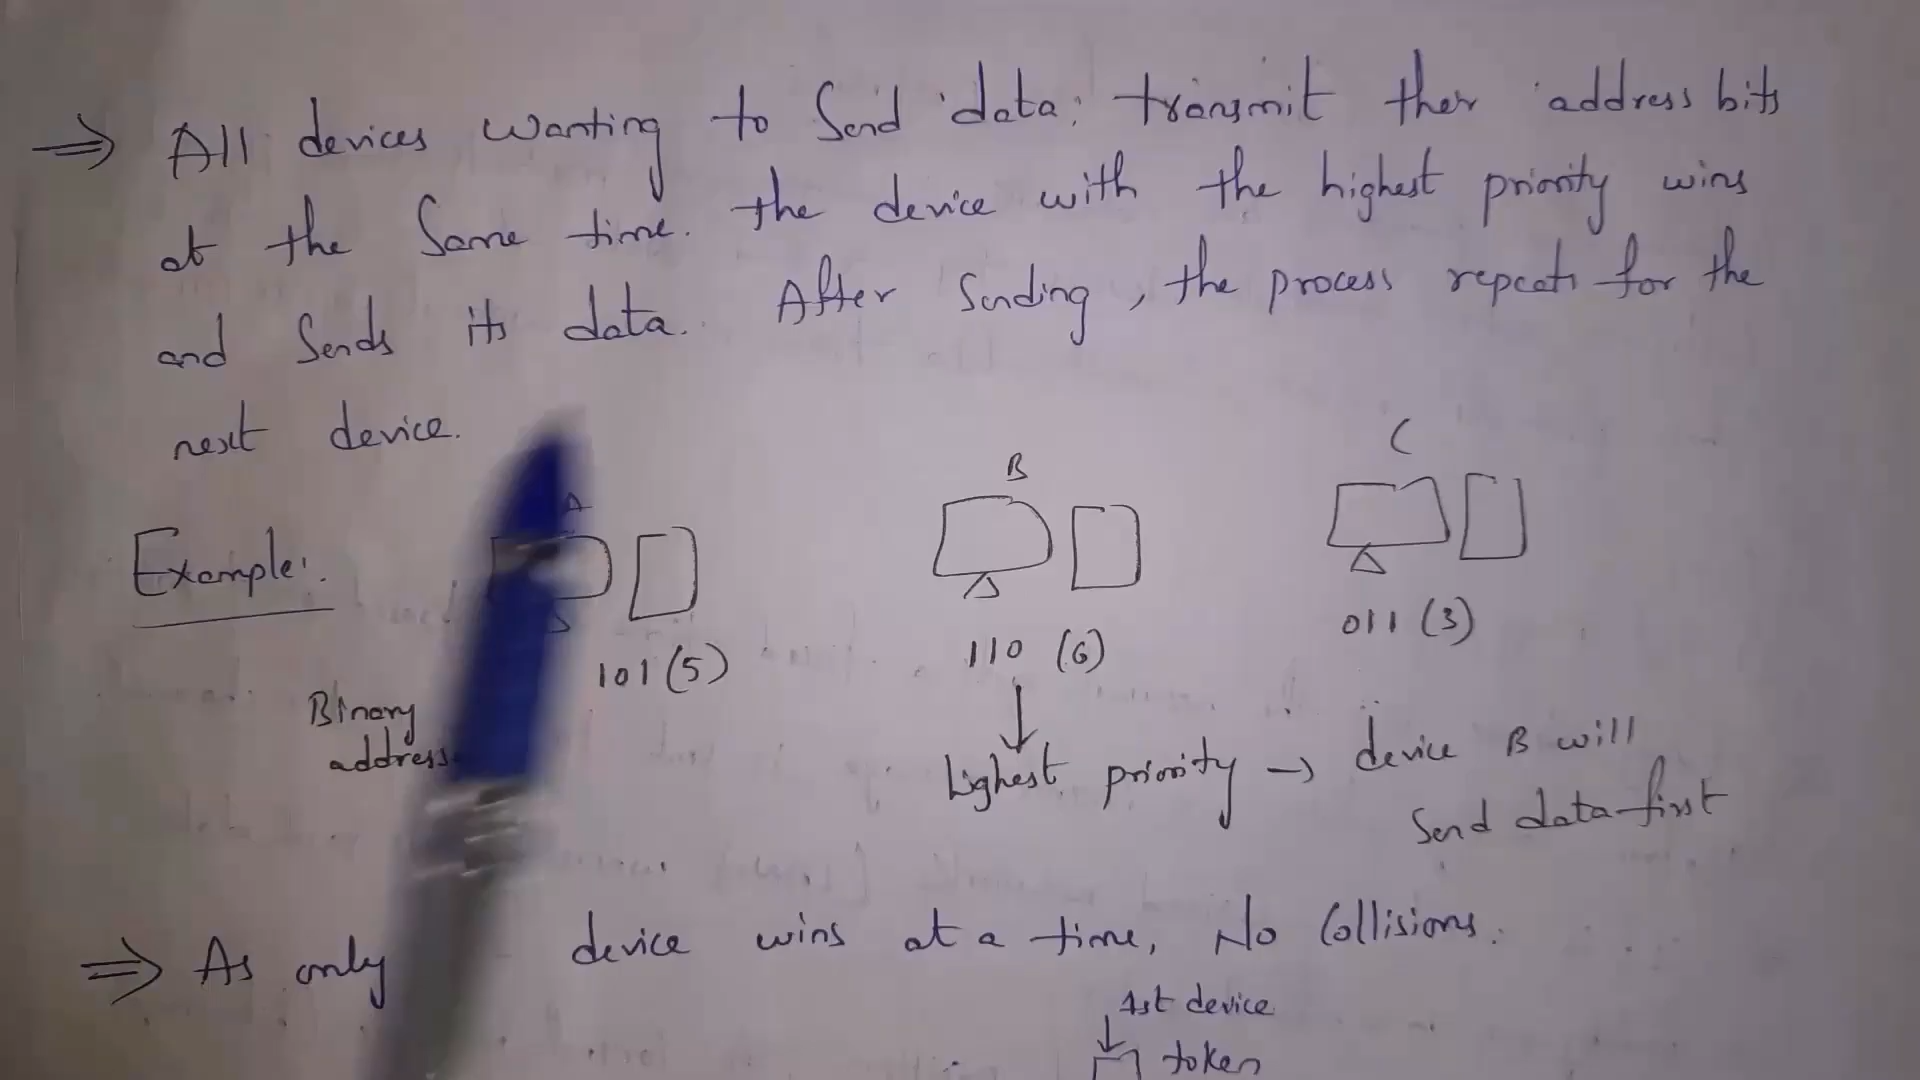 ⇒ All devices wanting to Send data, transmit their address bits
at the Same time. the device with the highest priority wins
and Sends its data. After Sending, the process repeats for the
next device.
Example:
A
B
C
101 (5)
110 (6)
011 (3)
Binary
address
↓
highest priority → device B will
Send data first
⇒ As only device wins at a time, No Collisions.
1st device
↓ token